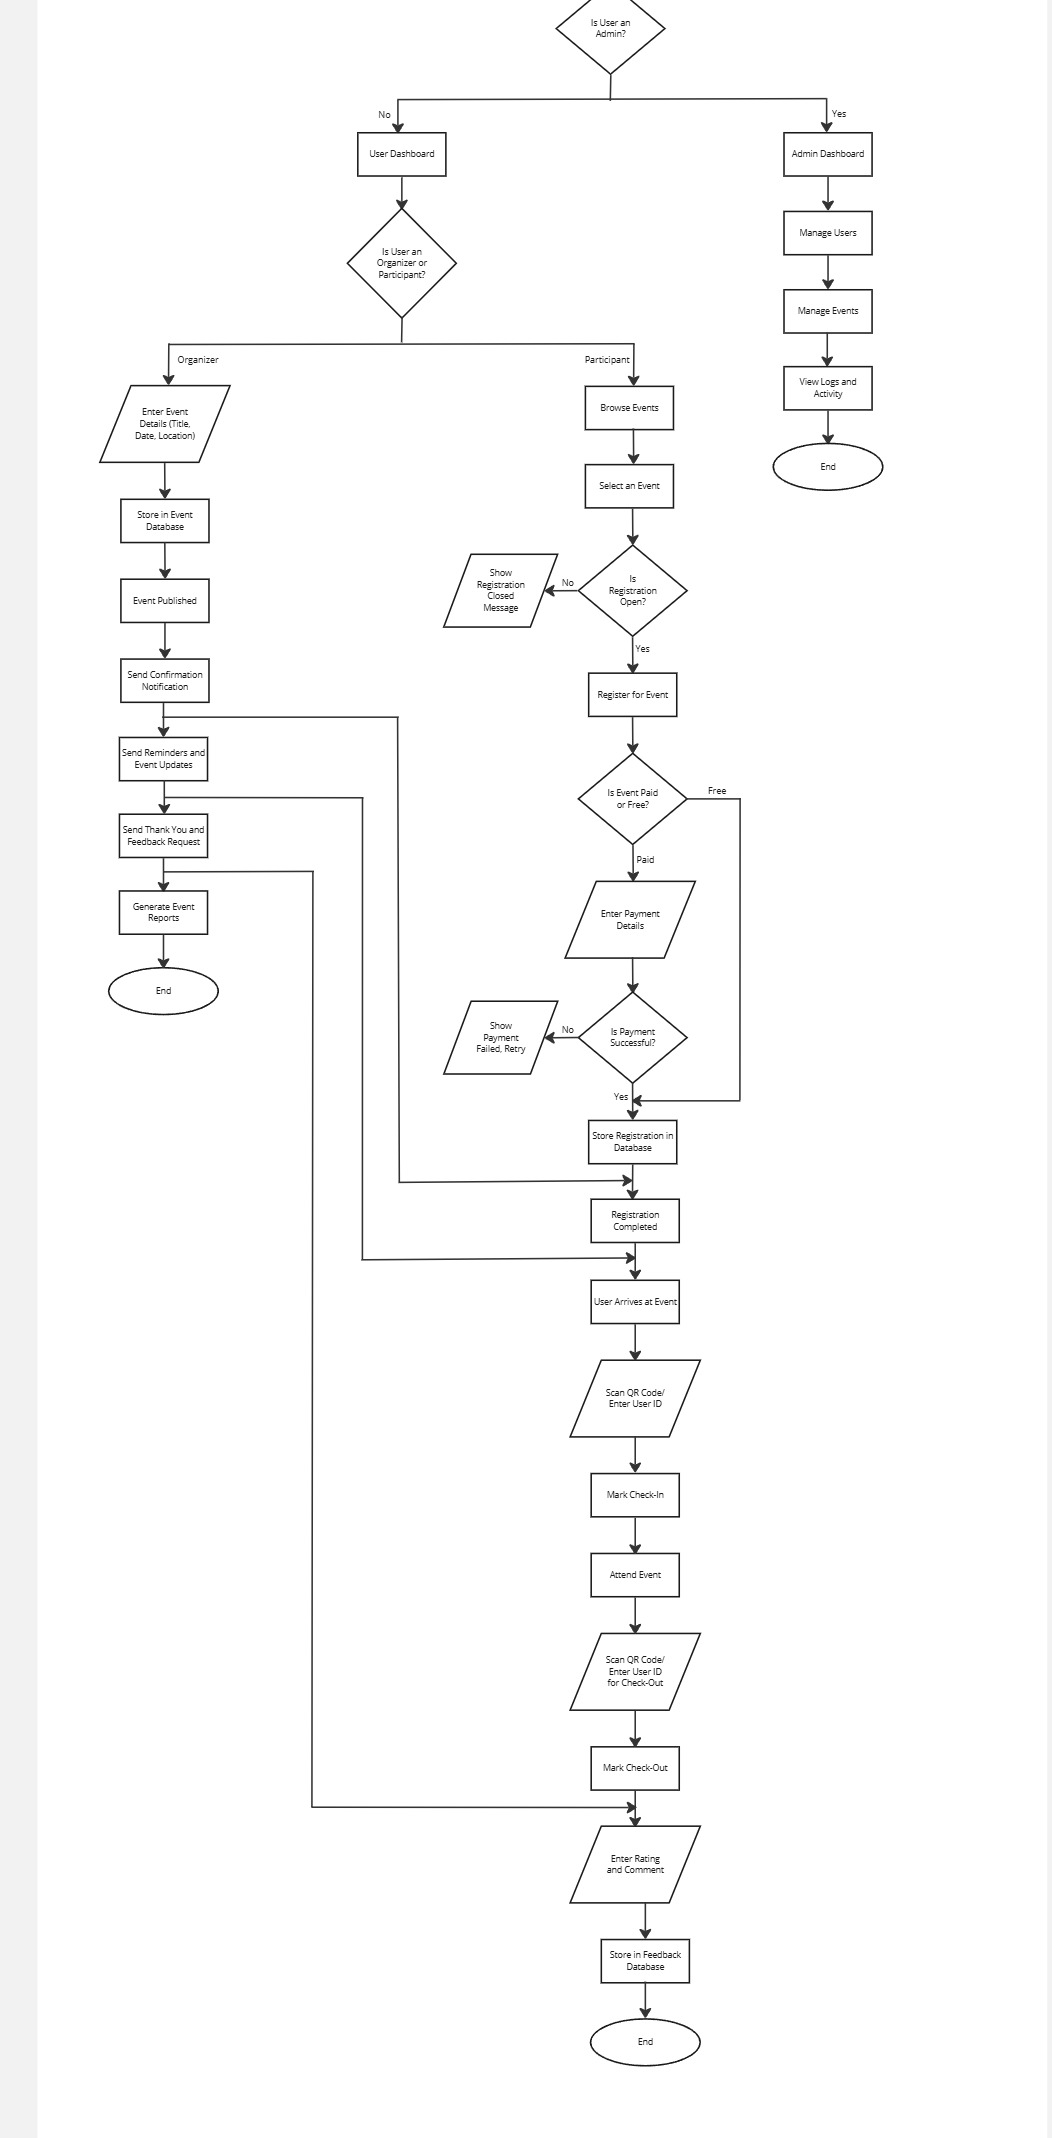 Is User an
Admin?
No
Yes
User Dashboard
Admin Dashboard
Manage Users
Is User an
Organizer or
Participant?
Manage Events
Organizer
Participant
View Logs and
Activity
Enter Event
Details (Title,
Date, Location)
Browse Events
End
Select an Event
Store in Event
Database
Show
Registration
Closed
Message
No
Is
Registration
Open?
Event Published
Yes
Send Confirmation
Notification
Register for Event
Send Reminders and
Event Updates
Is Event Paid
or Free?
Free
Send Thank You and
Feedback Request
Paid
Generate Event
Reports
Enter Payment
Details
End
Show
Payment
Failed, Retry
No
Is Payment
Successful?
Yes
Store Registration in
Database
Registration
Completed
User Arrives at Event
Scan QR Code/
Enter User ID
Mark Check-In
Attend Event
Scan QR Code/
Enter User ID
for Check-Out
Mark Check-Out
Enter Rating
and Comment
Store in Feedback
Database
End